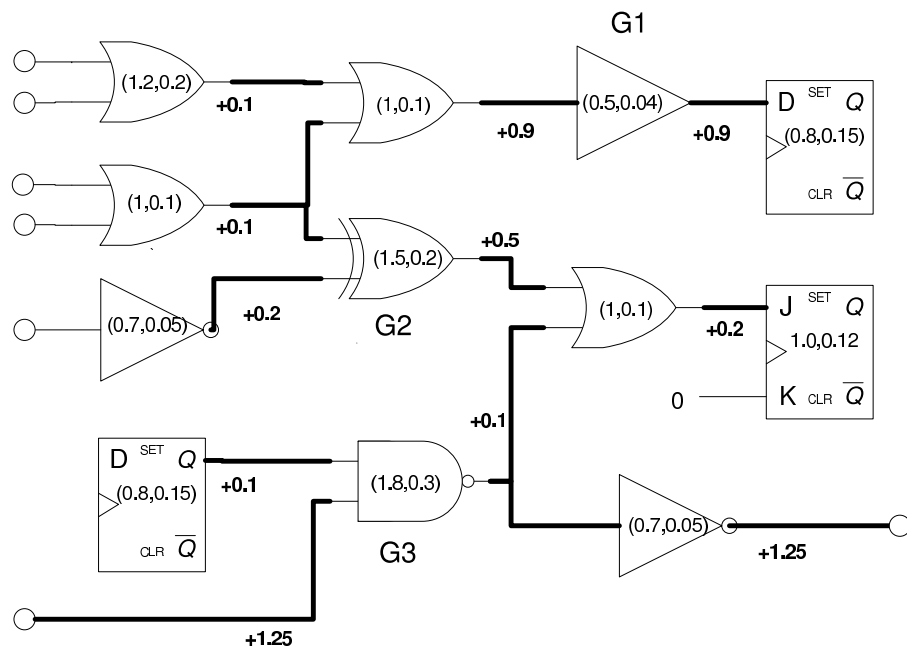 G1
(1.2,0.2)
+0.1
(1,0.1)
+0.9
(0.5,0.04)
+0.9
D SET Q
(0.8,0.15)
CLR Q
(1,0.1)
+0.1
(1.5,0.2)
+0.5
G2
(0.7,0.05)
+0.2
(1,0.1)
+0.2
J SET Q
1.0,0.12
K CLR Q
0
+0.1
D SET Q
(0.8,0.15)
CLR Q
+0.1
(1.8,0.3)
G3
(0.7,0.05)
+1.25
+1.25